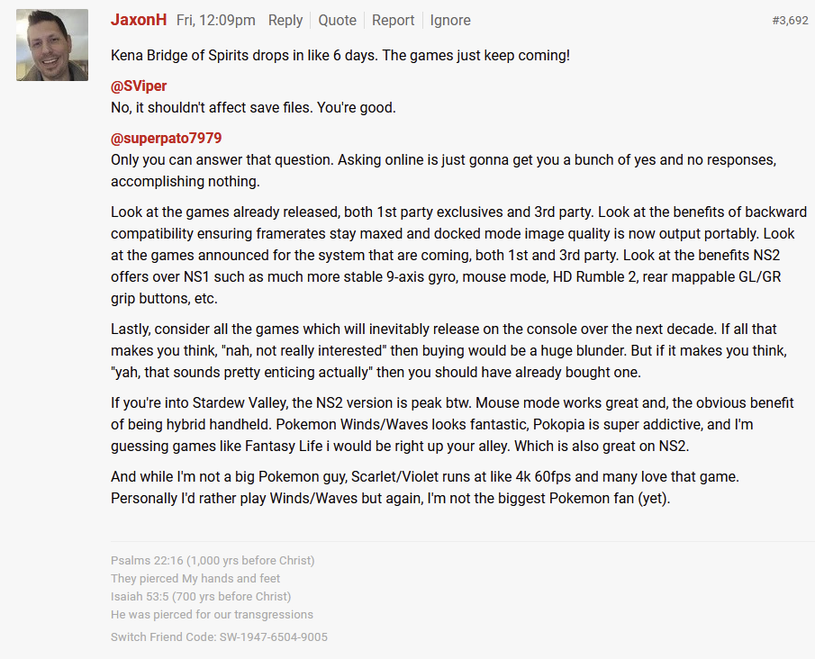 JaxonH Fri, 12:09pm Reply Quote Report Ignore #3,692
Kena Bridge of Spirits drops in like 6 days. The games just keep coming!
@SViper
No, it shouldn't affect save files. You're good.
@superpato7979
Only you can answer that question. Asking online is just gonna get you a bunch of yes and no responses,
accomplishing nothing.
Look at the games already released, both 1st party exclusives and 3rd party. Look at the benefits of backward
compatibility ensuring framerates stay maxed and docked mode image quality is now output portably. Look
at the games announced for the system that are coming, both 1st and 3rd party. Look at the benefits NS2
offers over NS1 such as much more stable 9-axis gyro, mouse mode, HD Rumble 2, rear mappable GL/GR
grip buttons, etc.
Lastly, consider all the games which will inevitably release on the console over the next decade. If all that
makes you think, "nah, not really interested" then buying would be a huge blunder. But if it makes you think,
"yah, that sounds pretty enticing actually" then you should have already bought one.
If you're into Stardew Valley, the NS2 version is peak btw. Mouse mode works great and, the obvious benefit
of being hybrid handheld. Pokemon Winds/Waves looks fantastic, Pokopia is super addictive, and I'm
guessing games like Fantasy Life i would be right up your alley. Which is also great on NS2.
And while I'm not a big Pokemon guy, Scarlet/Violet runs at like 4k 60fps and many love that game.
Personally I'd rather play Winds/Waves but again, I'm not the biggest Pokemon fan (yet).
Psalms 22:16 (1,000 yrs before Christ)
They pierced My hands and feet
Isaiah 53:5 (700 yrs before Christ)
He was pierced for our transgressions
Switch Friend Code: SW-1947-6504-9005